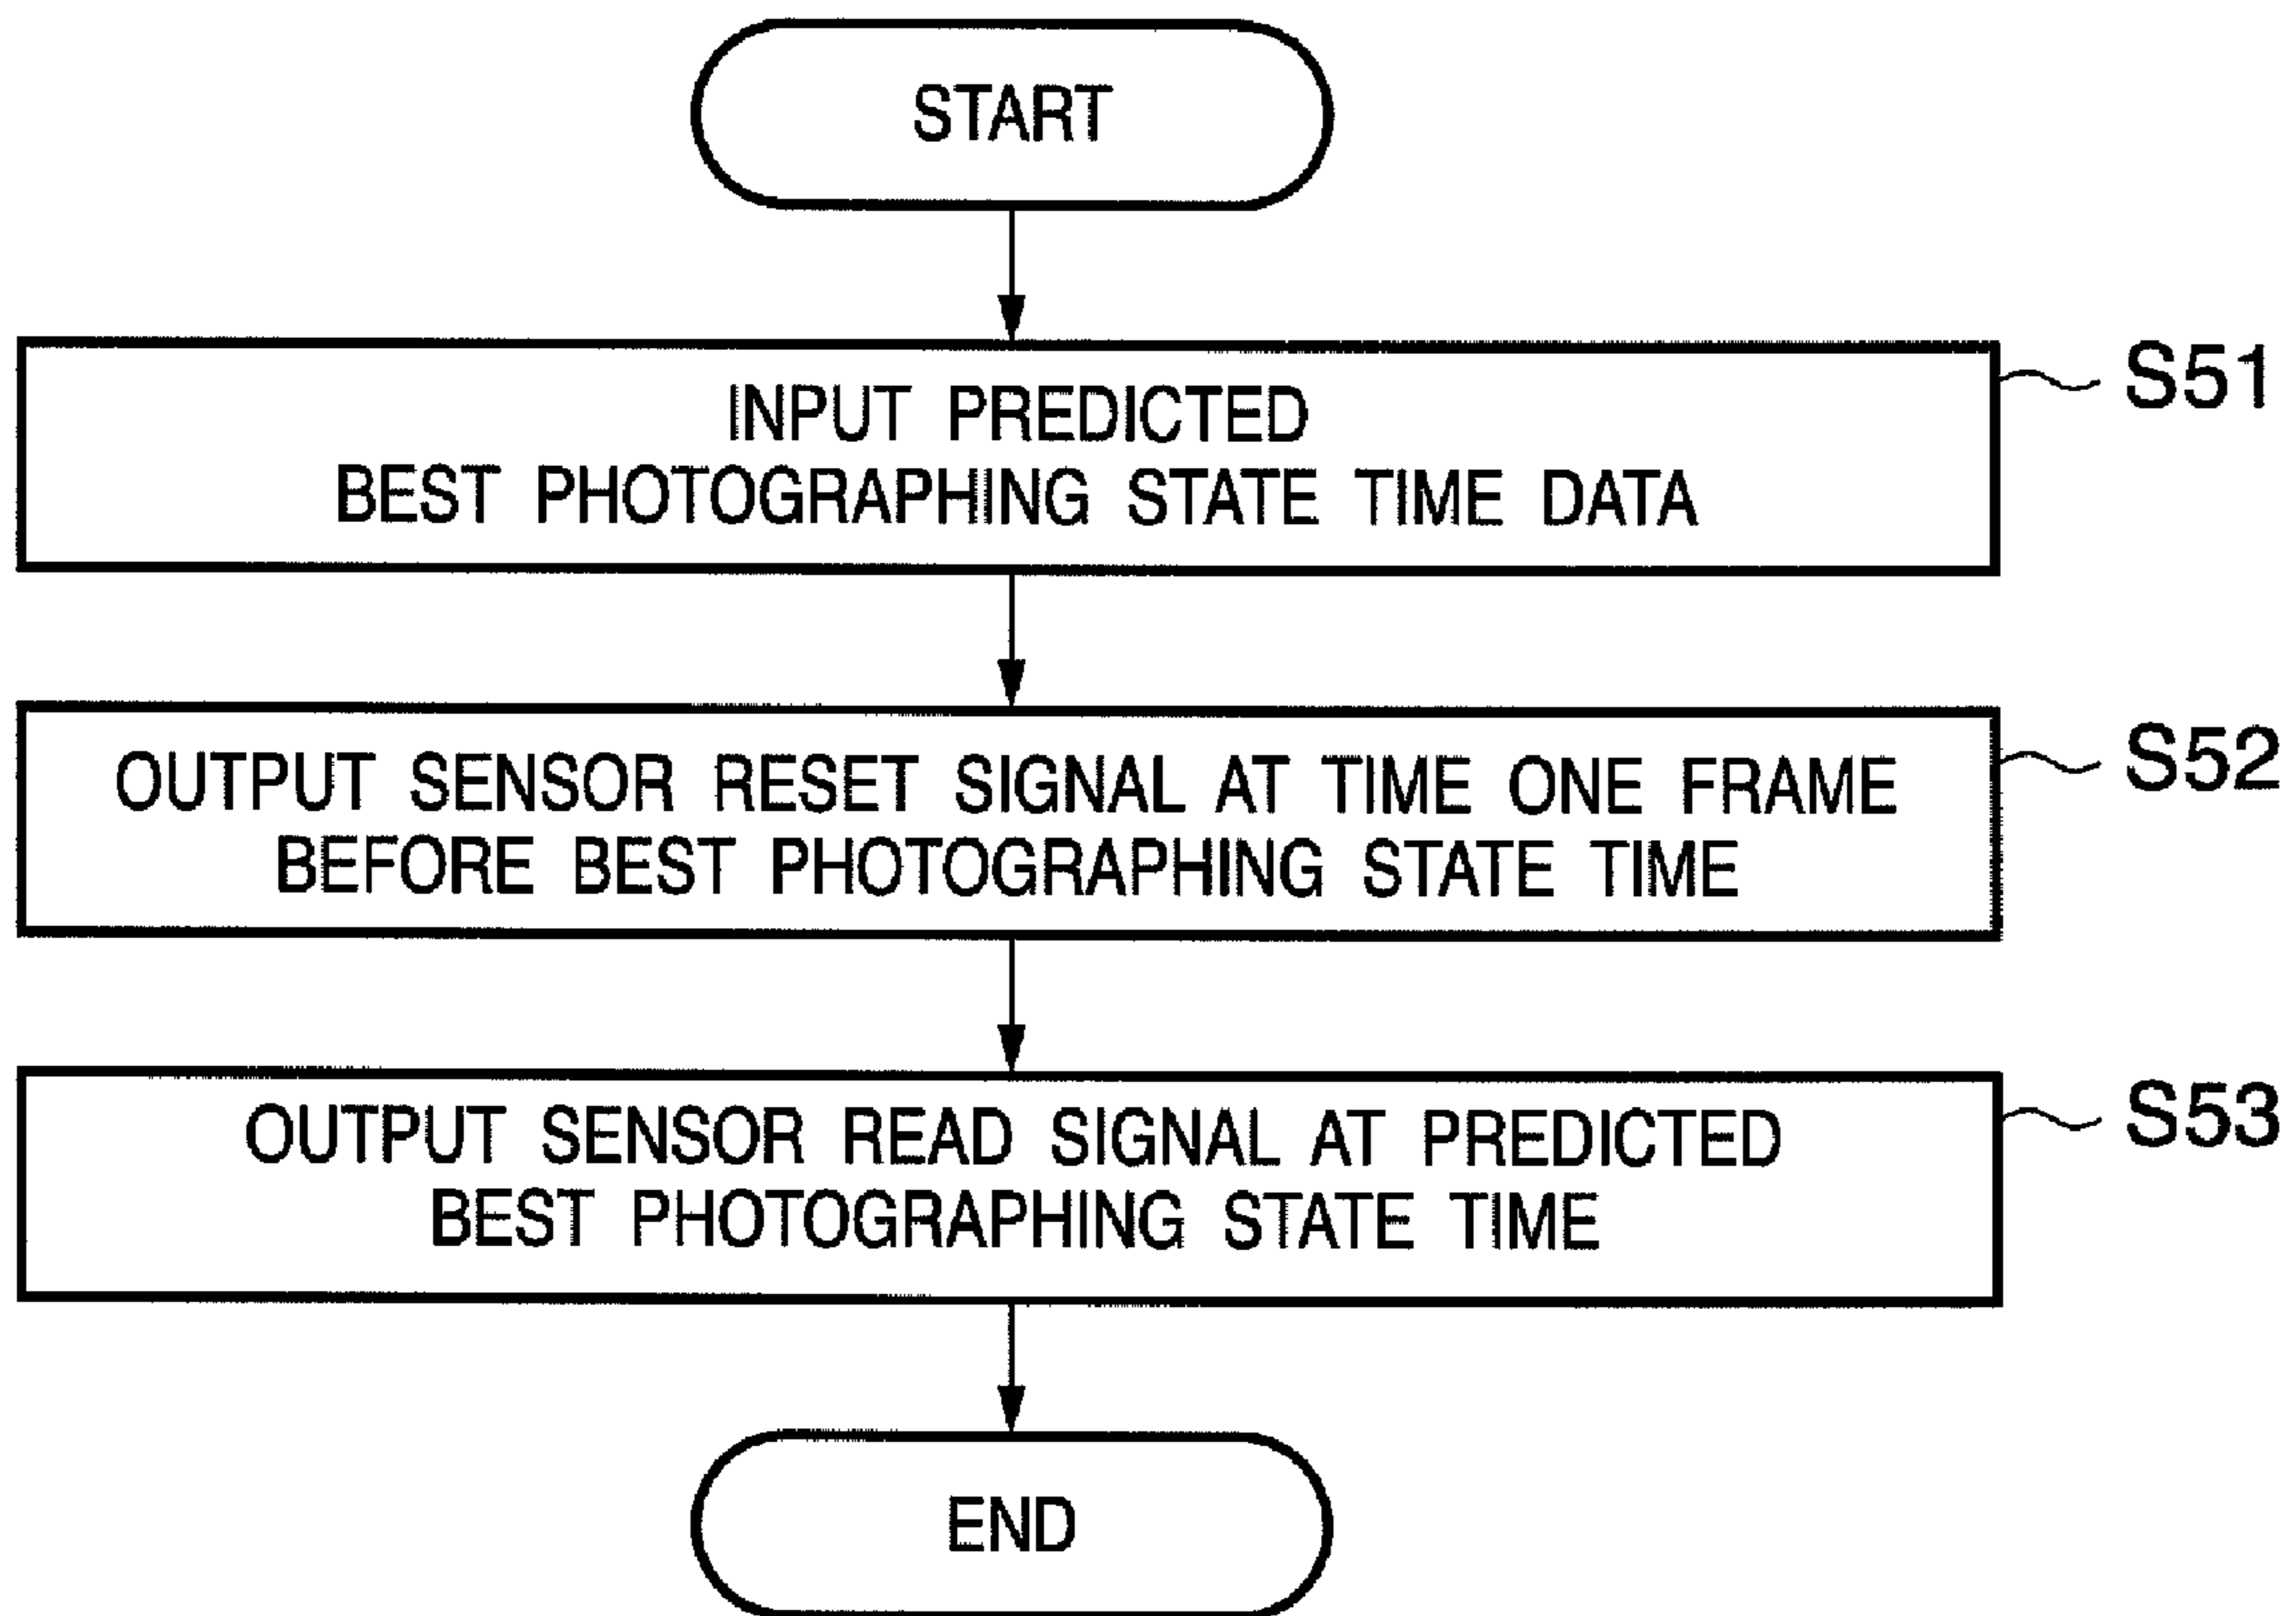 START
INPUT PREDICTED
BEST PHOTOGRAPHING STATE TIME DATA
S51
OUTPUT SENSOR RESET SIGNAL AT TIME ONE FRAME
BEFORE BEST PHOTOGRAPHING STATE TIME
S52
OUTPUT SENSOR READ SIGNAL AT PREDICTED
BEST PHOTOGRAPHING STATE TIME
S53
END